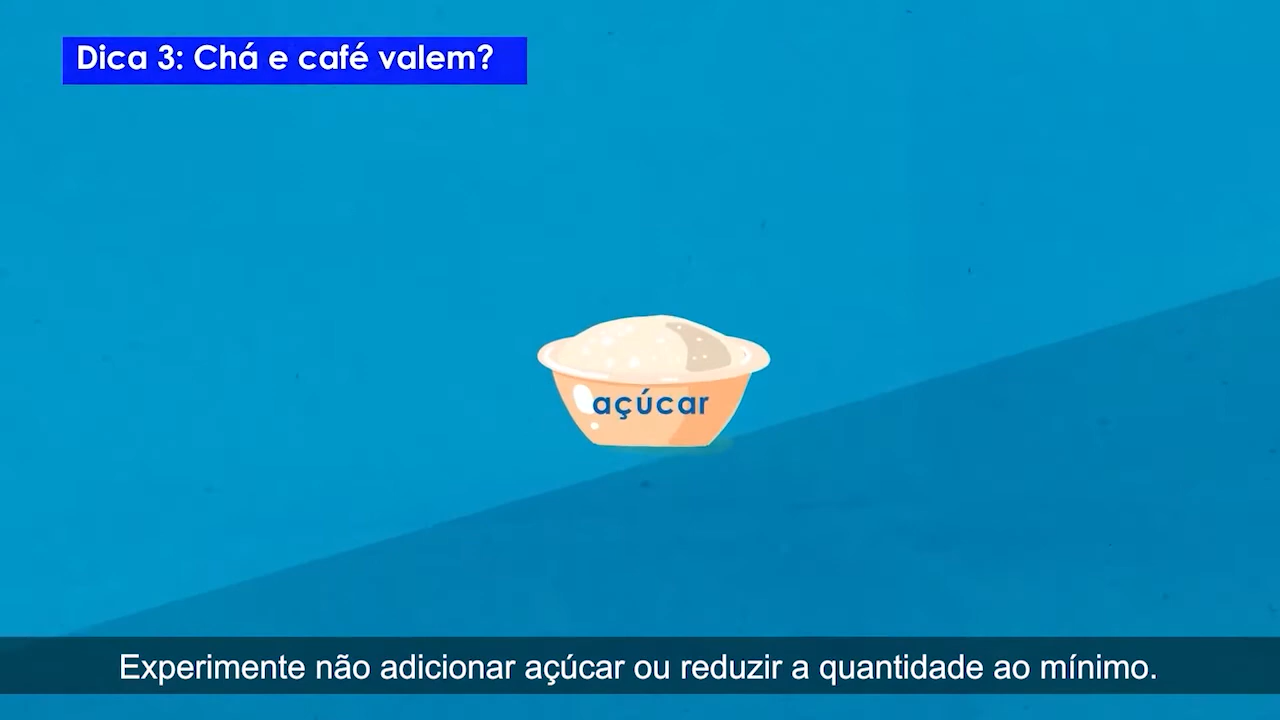 Dica 3: Chá e café valem?
açúcar
Experimente não adicionar açúcar ou reduzir a quantidade ao mínimo.